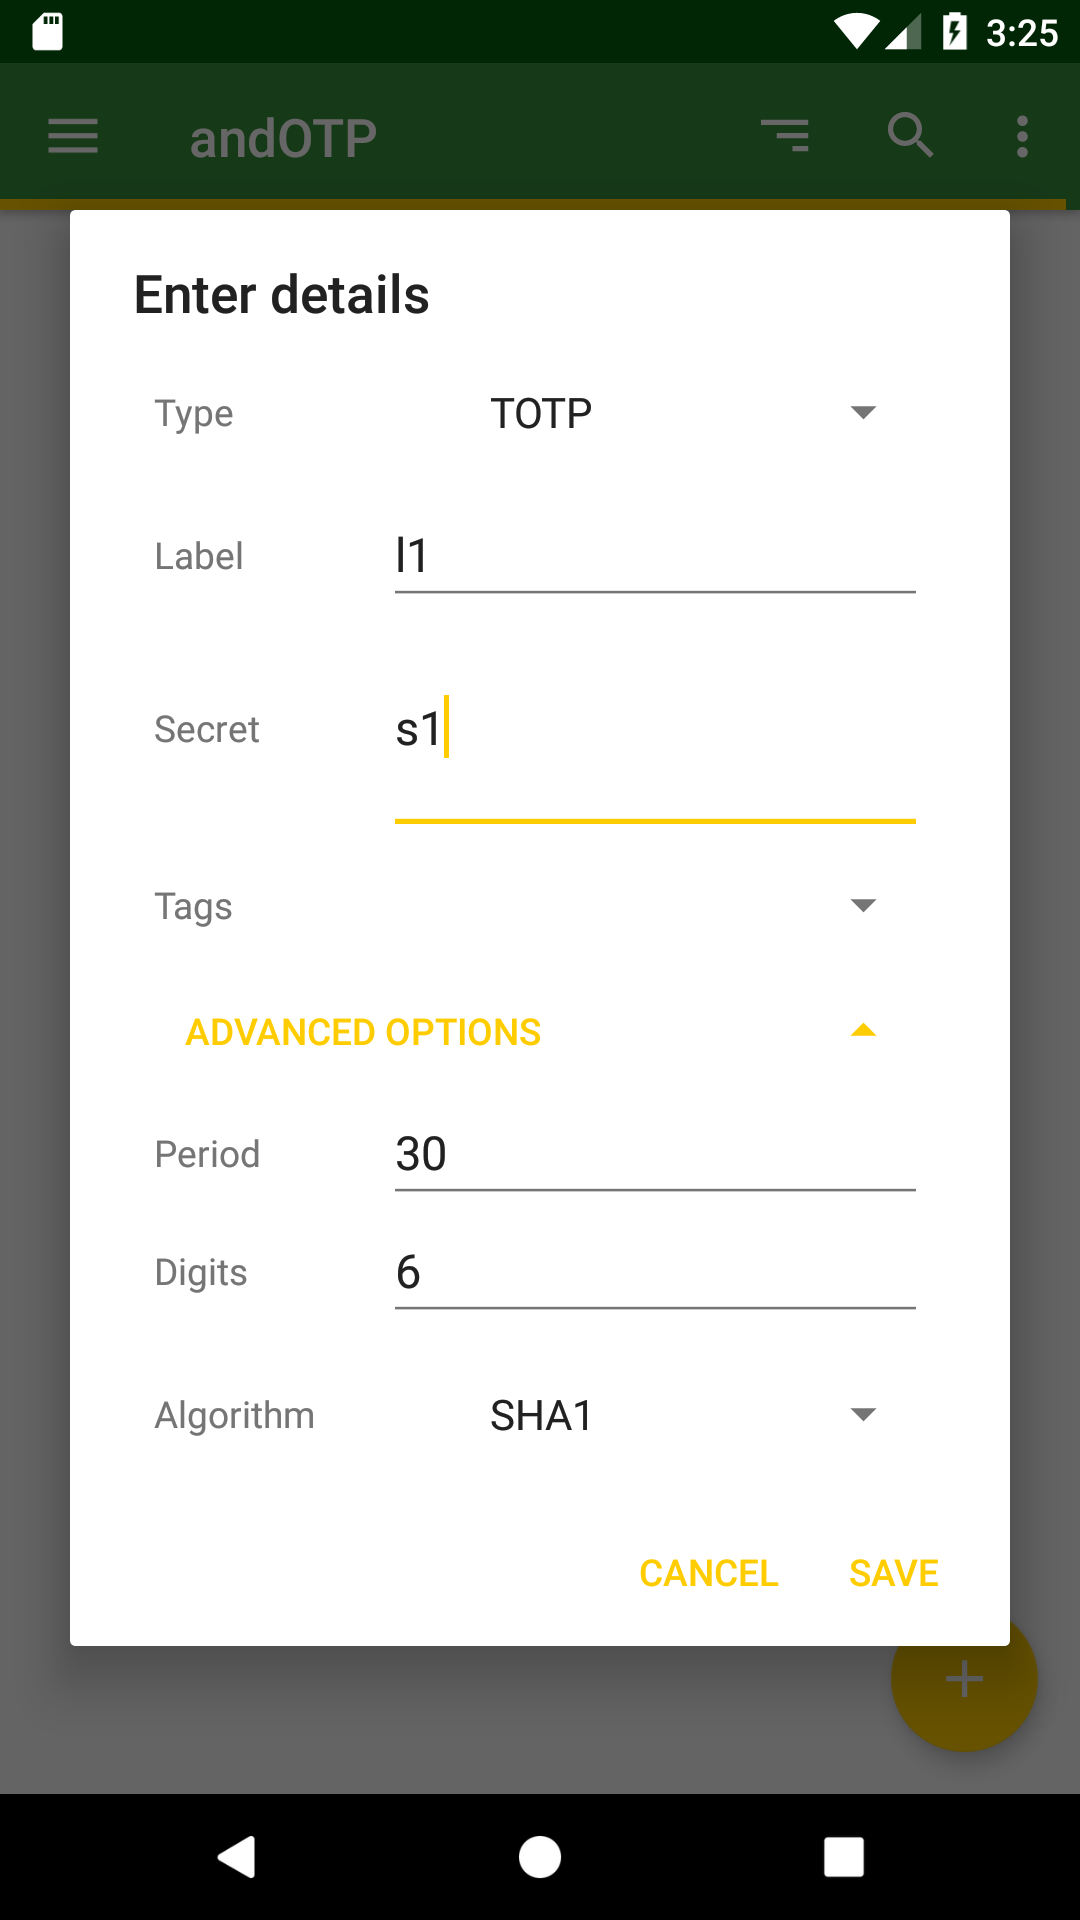 3:25
andOTP
Enter details
Type TOTP
Label l1
Secret s1
Tags
ADVANCED OPTIONS
Period 30
Digits 6
Algorithm SHA1
CANCEL SAVE